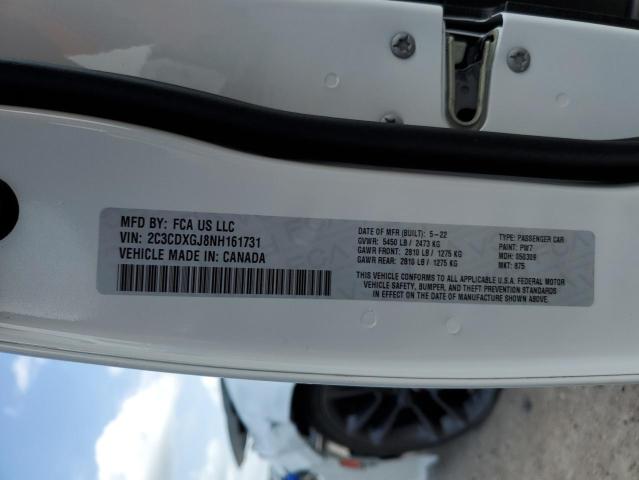 MFD BY: FCA US LLC
VIN: 2C3CDXGJ8NH161731
VEHICLE MADE IN: CANADA
DATE OF MFR (BUILT): 5-22
GVWR: 5450 LB / 2473 KG
GAWR FRONT: 2810 LB / 1275 KG
GAWR REAR: 2810 LB / 1275 KG
TYPE: PASSENGER CAR
PAINT: PW7
MDH: 050309
MKT: 875
THIS VEHICLE CONFORMS TO ALL APPLICABLE U.S.A. FEDERAL MOTOR
VEHICLE SAFETY, BUMPER, AND THEFT PREVENTION STANDARDS
IN EFFECT ON THE DATE OF MANUFACTURE SHOWN ABOVE.